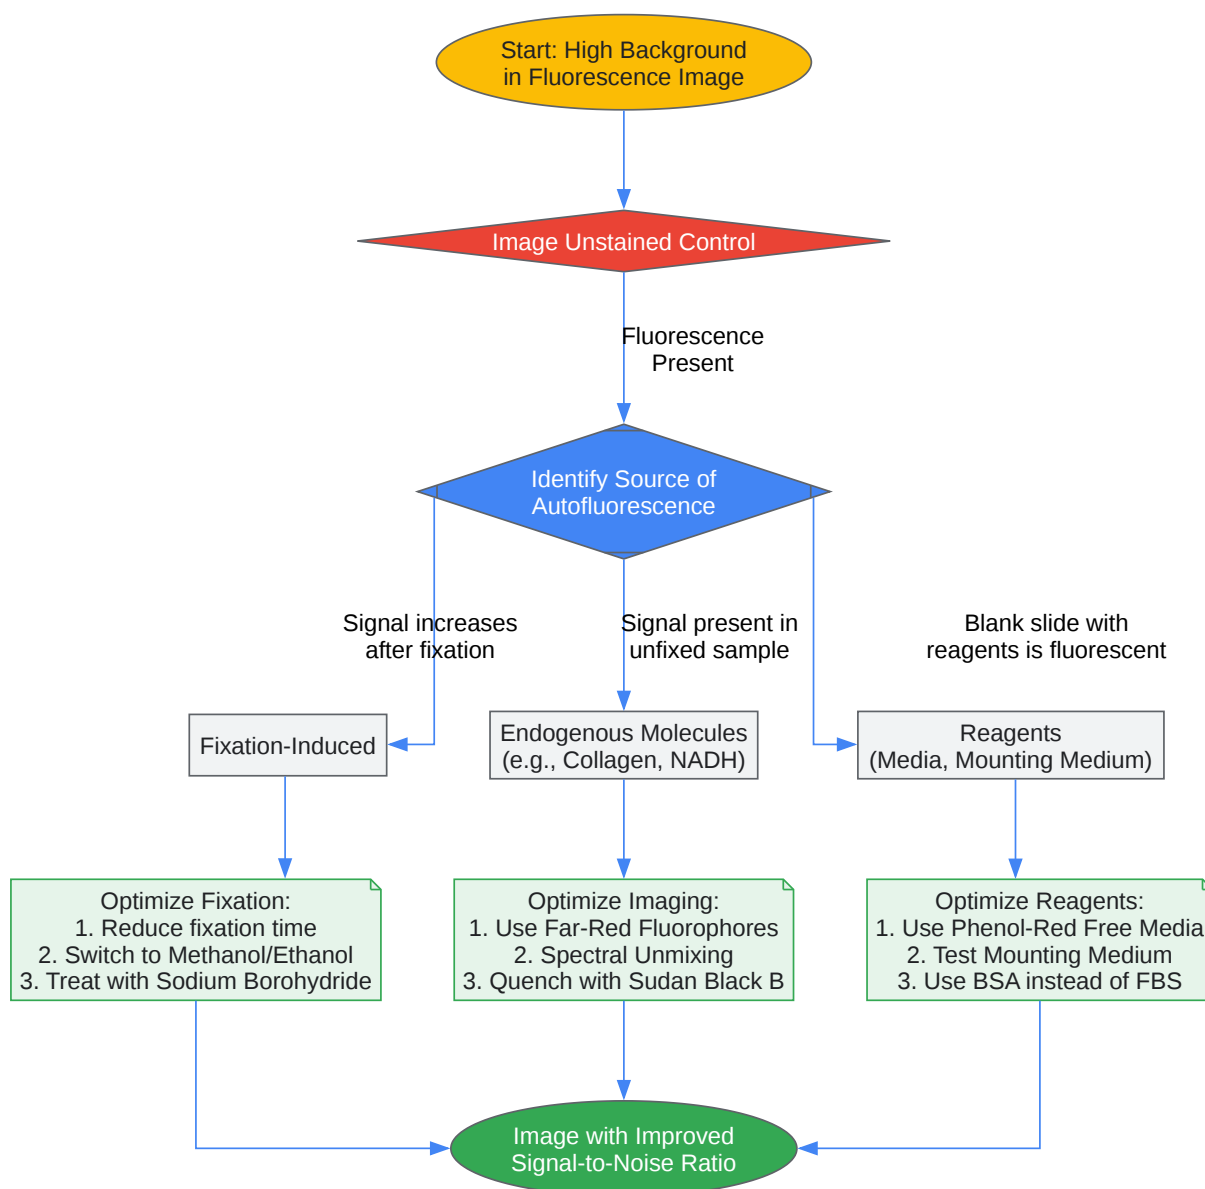 Start: High Background
in Fluorescence Image
Image Unstained Control
Fluorescence
Present
Identify Source of
Autofluorescence
Signal increases
after fixation
Signal present in
unfixed sample
Blank slide with
reagents is fluorescent
Fixation-Induced
Endogenous Molecules
(e.g., Collagen, NADH)
Reagents
(Media, Mounting Medium)
Optimize Fixation:
1. Reduce fixation time
2. Switch to Methanol/Ethanol
3. Treat with Sodium Borohydride
Optimize Imaging:
1. Use Far-Red Fluorophores
2. Spectral Unmixing
3. Quench with Sudan Black B
Optimize Reagents:
1. Use Phenol-Red Free Media
2. Test Mounting Medium
3. Use BSA instead of FBS
Image with Improved
Signal-to-Noise Ratio